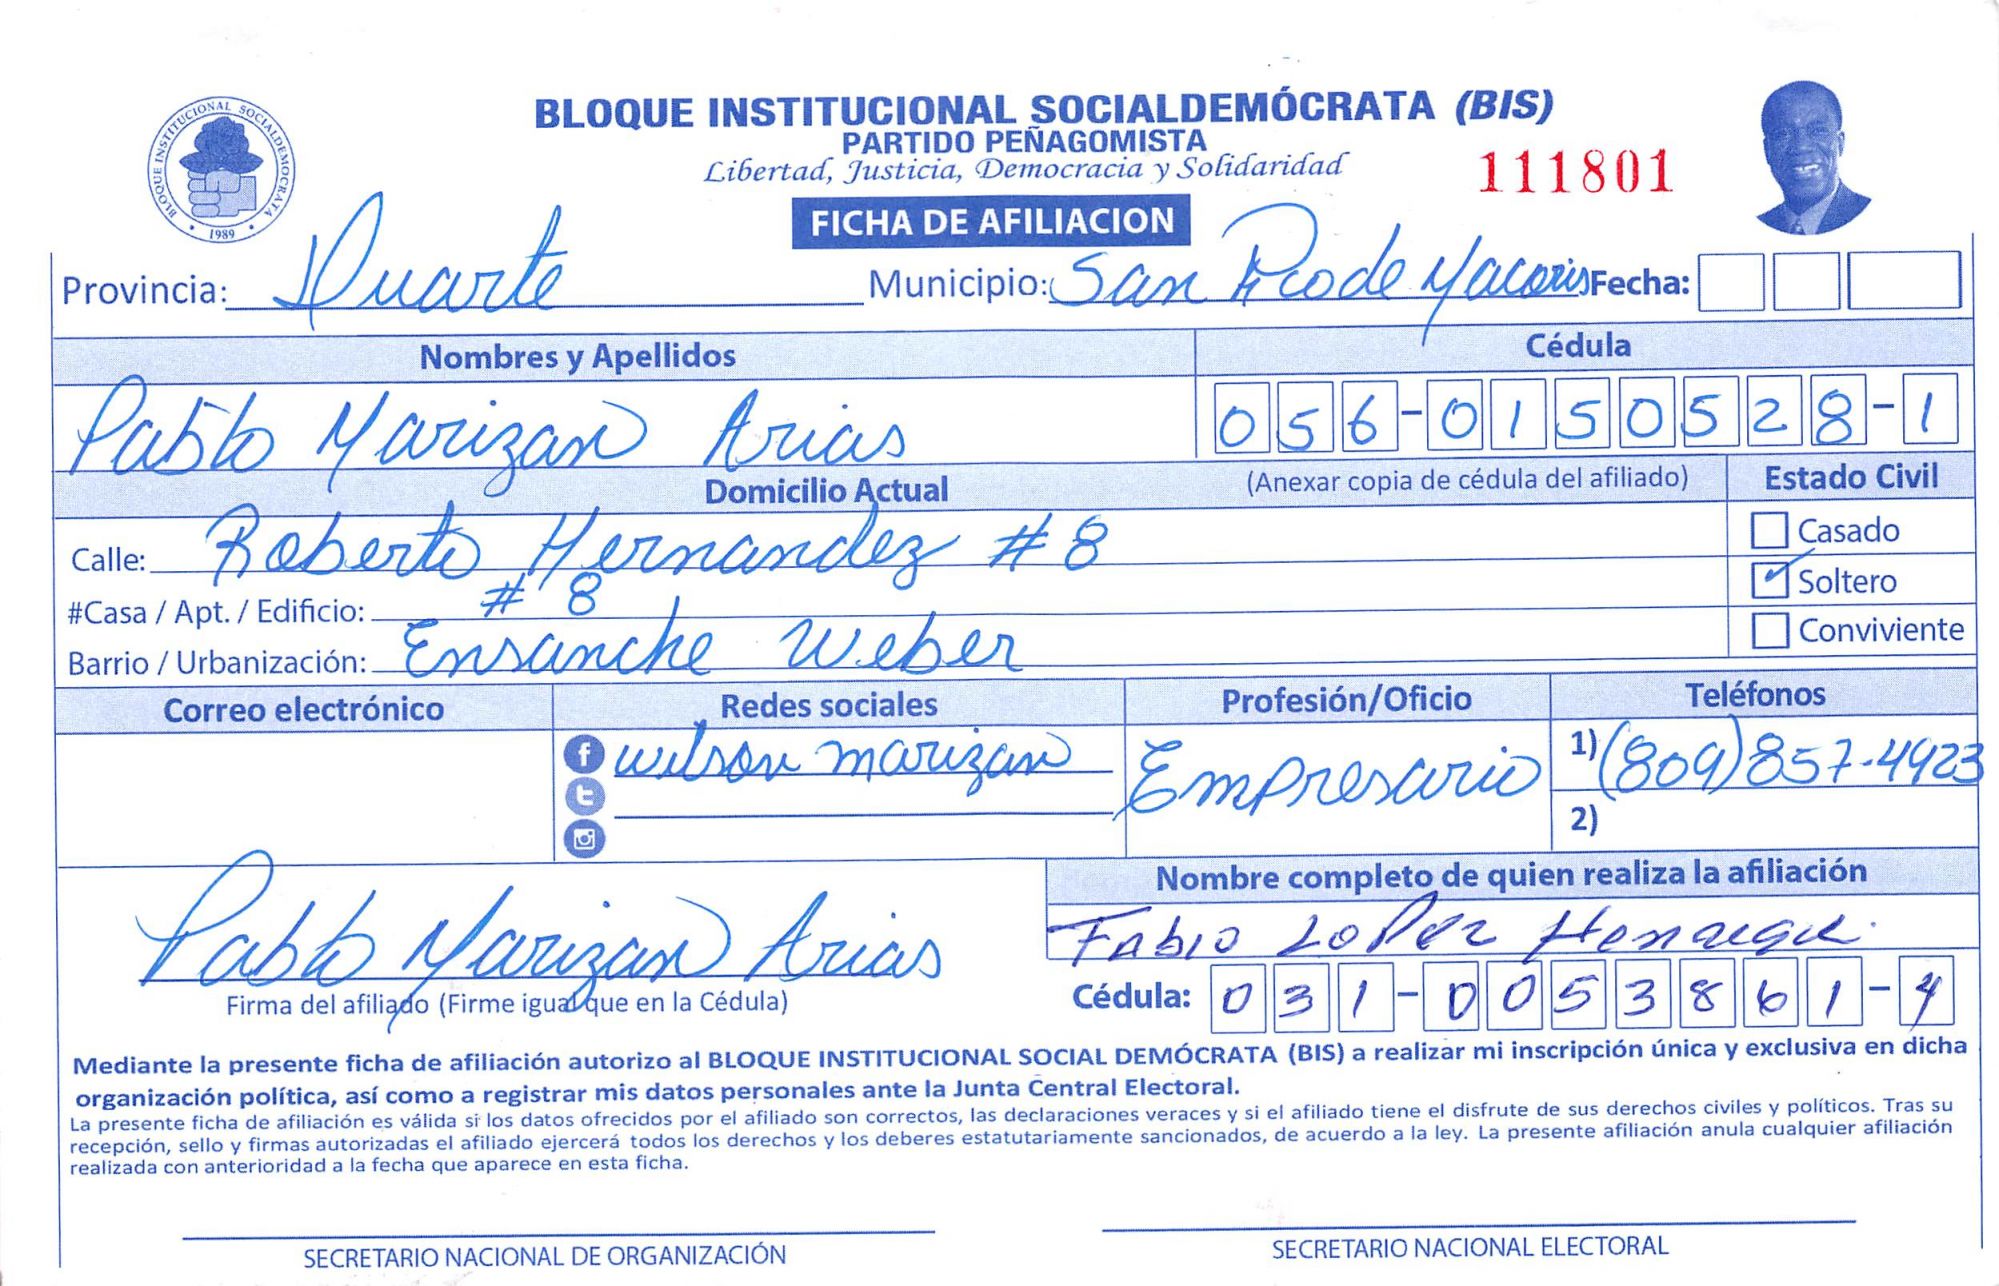 BLOQUE INSTITUCIONAL SOCIALDEMÓCRATA (BIS)
PARTIDO PEÑAGOMISTA
Libertad, Justicia, Democracia y Solidaridad
111801
BLOQUE INSTITUCIONAL SOCIALDEMOCRATA
1989
FICHA DE AFILIACION
Provincia: Duarte Municipio: San Fcode Macoris Fecha:
Nombres y Apellidos Cédula
Pablo Marizan Arias 056-0150528-1
Domicilio Actual (Anexar copia de cédula del afiliado) Estado Civil
Calle: Roberto Hernandez #8 Casado
#Casa / Apt. / Edificio: # 8 Soltero
Barrio / Urbanización: Ensanche Weber Conviviente
Correo electrónico Redes sociales Profesión/Oficio Teléfonos
wilson marizan Empresario 1) (809) 857-4923
2)
Nombre completo de quien realiza la afiliación
Pablo Marizan Arias Fabio Lopez
Firma del afiliado (Firme igual que en la Cédula) Cédula: 031-0053861-4
Mediante la presente ficha de afiliación autorizo al BLOQUE INSTITUCIONAL SOCIAL DEMÓCRATA (BIS) a realizar mi inscripción única y exclusiva en dicha
organización política, así como a registrar mis datos personales ante la Junta Central Electoral.
La presente ficha de afiliación es válida si los datos ofrecidos por el afiliado son correctos, las declaraciones veraces y si el afiliado tiene el disfrute de sus derechos civiles y políticos. Tras su
recepción, sello y firmas autorizadas el afiliado ejercerá todos los derechos y los deberes estatutariamente sancionados, de acuerdo a la ley. La presente afiliación anula cualquier afiliación
realizada con anterioridad a la fecha que aparece en esta ficha.
SECRETARIO NACIONAL DE ORGANIZACIÓN SECRETARIO NACIONAL ELECTORAL